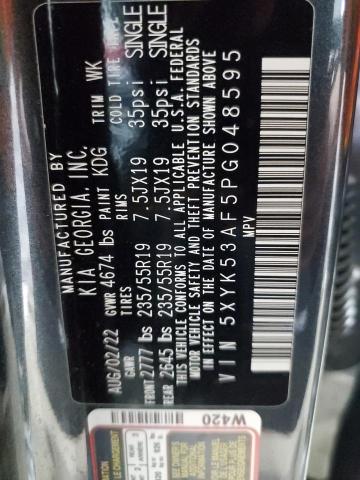 MANUFACTURED BY
KIA GEORGIA, INC.
AUG/02/22 GVWR 4674 lbs PAINT KDG TRIM WK
GAWR TIRES RIMS COLD TIRE
FRONT 2777 lbs 235/55R19 7.5JX19 35psi SINGLE
REAR 2645 lbs 235/55R19 7.5JX19 35psi SINGLE
THIS VEHICLE CONFORMS TO ALL APPLICABLE U.S.A. FEDERAL
MOTOR VEHICLE SAFETY AND THEFT PREVENTION STANDARDS
IN EFFECT ON THE DATE OF MANUFACTURE SHOWN ABOVE
VIN 5XYK53AF5PG048595
MPV
W420